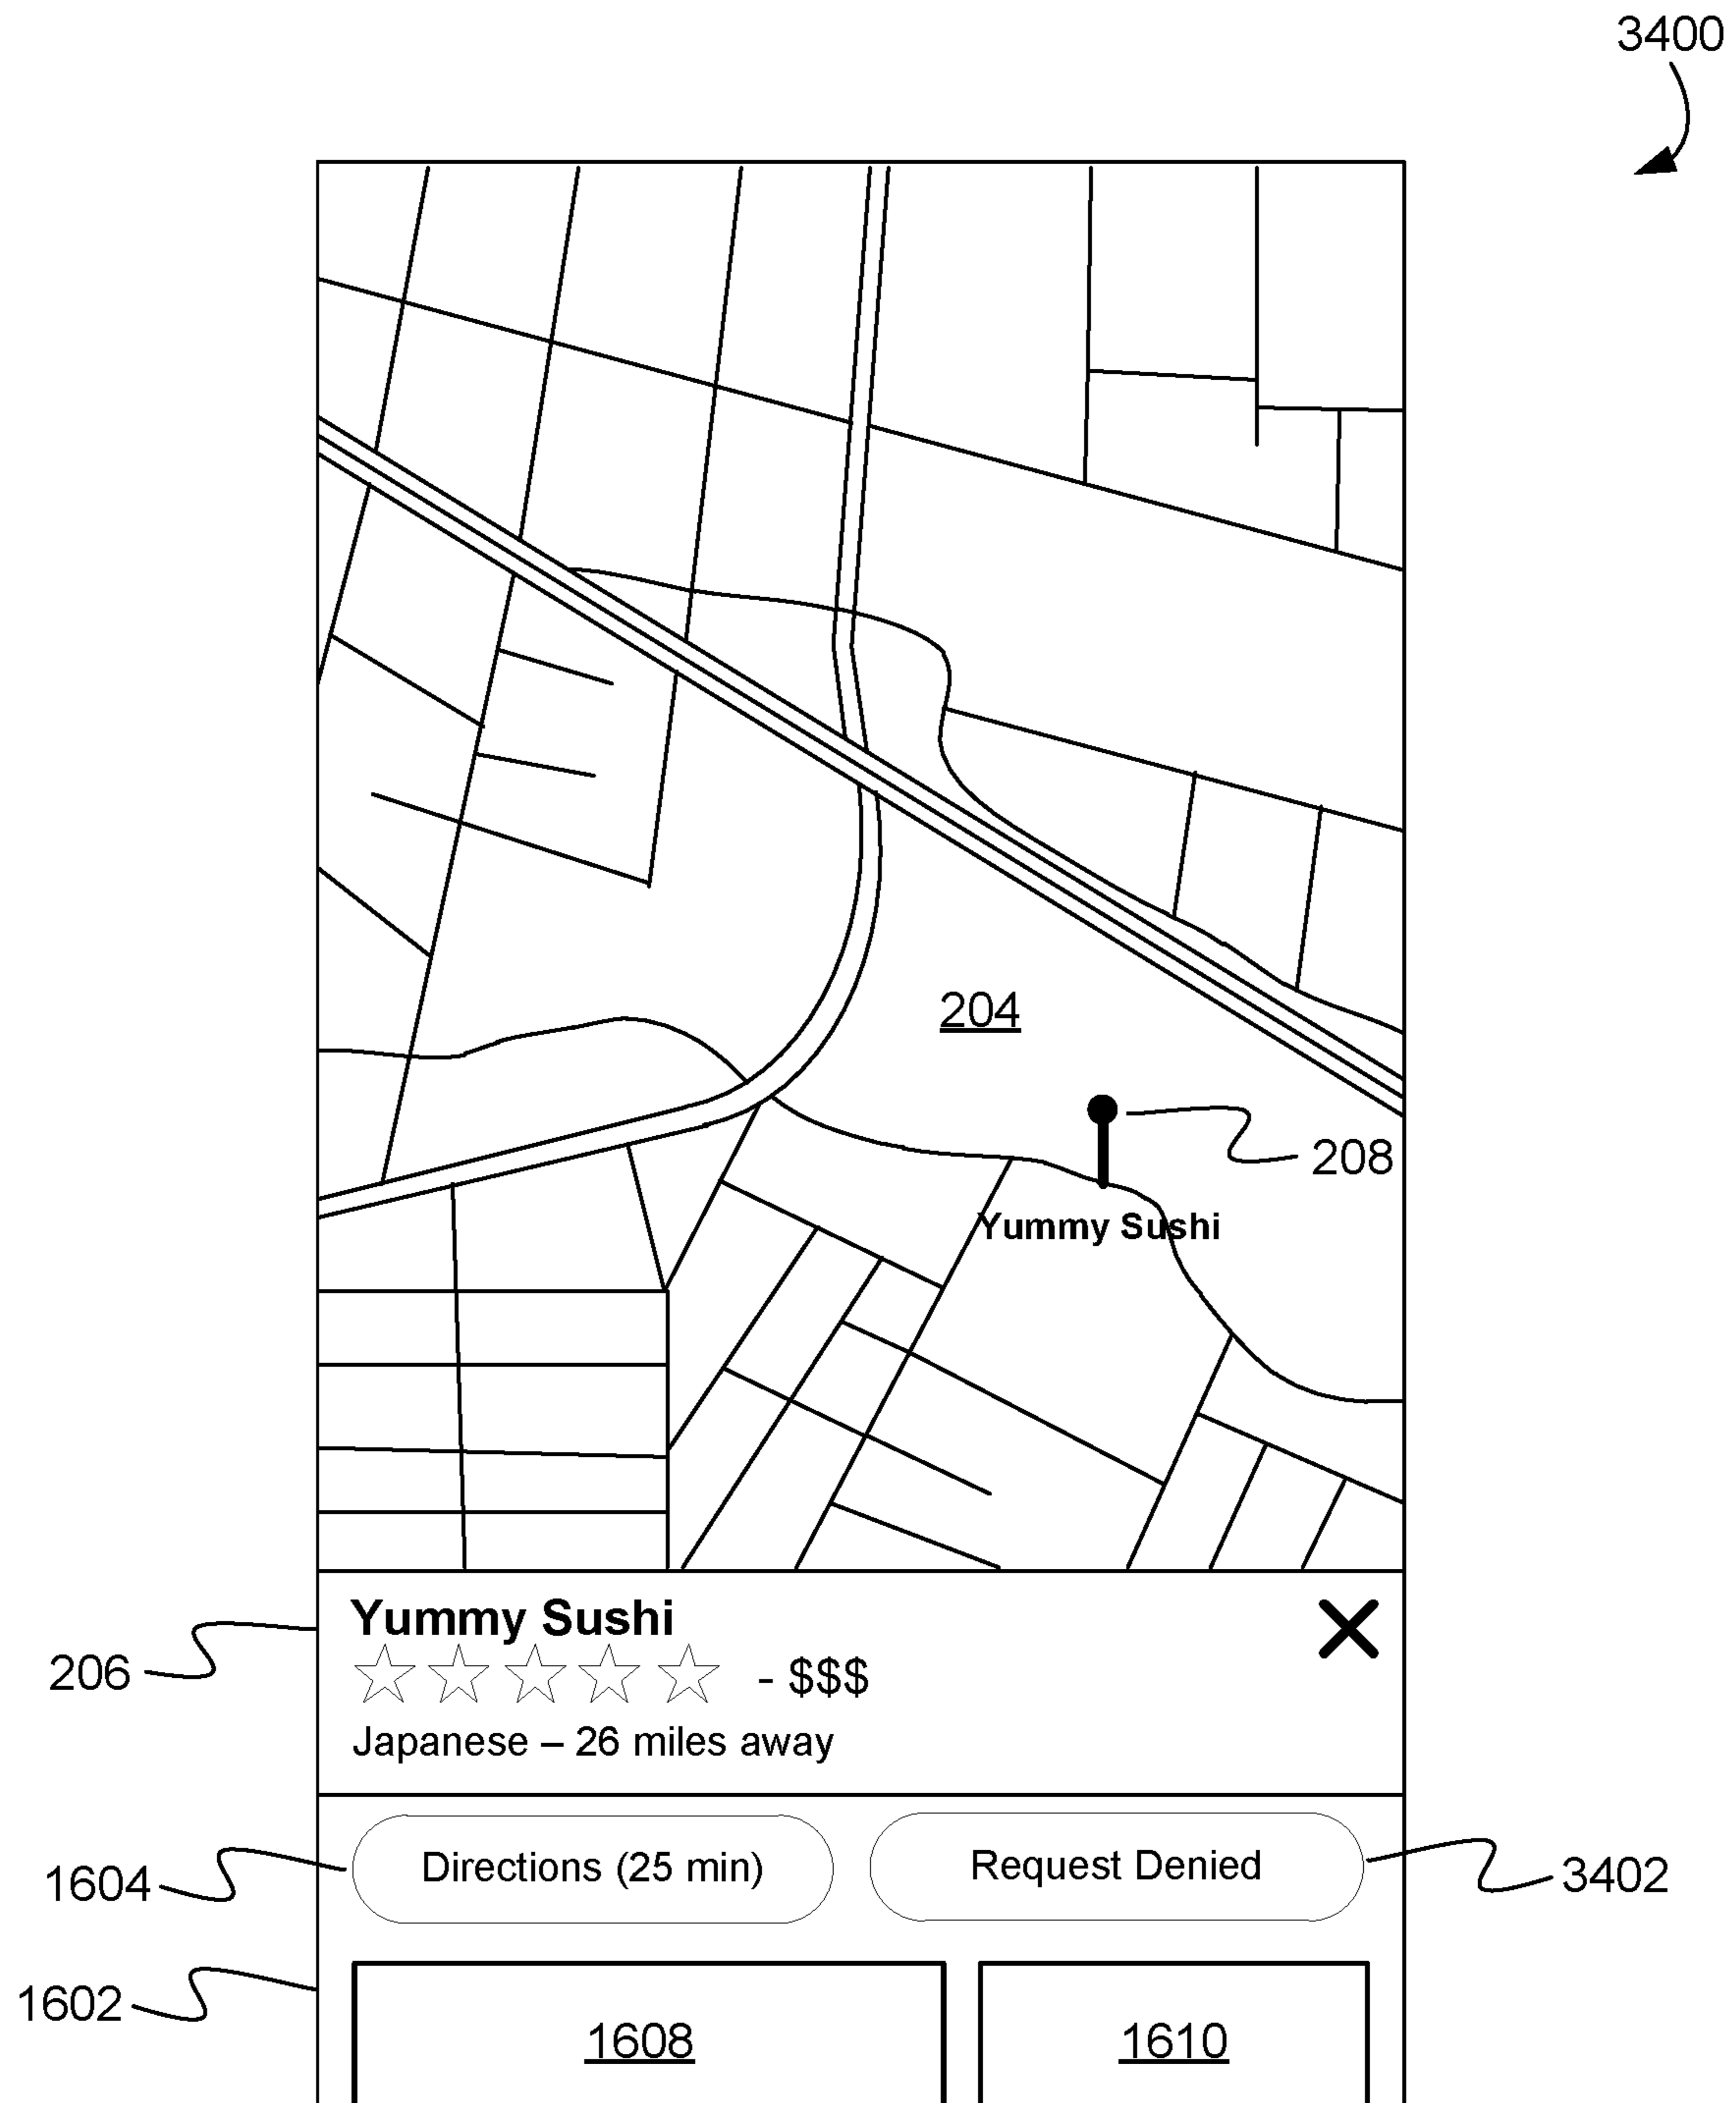 3400
204
208
Yummy Sushi
Yummy Sushi
206
- $$$
Japanese – 26 miles away
Directions (25 min)
Request Denied
1604
3402
1602
1608
1610